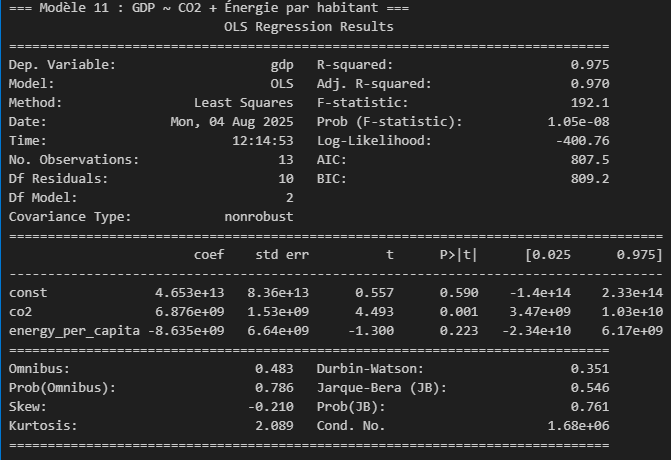 === Modèle 11 : GDP ~ CO2 + Énergie par habitant ===
OLS Regression Results
==============================================================================
Dep. Variable: gdp R-squared: 0.975
Model: OLS Adj. R-squared: 0.970
Method: Least Squares F-statistic: 192.1
Date: Mon, 04 Aug 2025 Prob (F-statistic): 1.05e-08
Time: 12:14:53 Log-Likelihood: -400.76
No. Observations: 13 AIC: 807.5
Df Residuals: 10 BIC: 809.2
Df Model: 2
Covariance Type: nonrobust
=====================================================================================
coef std err t P>|t| [0.025 0.975]
-------------------------------------------------------------------------------------
const 4.653e+13 8.36e+13 0.557 0.590 -1.4e+14 2.33e+14
co2 6.876e+09 1.53e+09 4.493 0.001 3.47e+09 1.03e+10
energy_per_capita -8.635e+09 6.64e+09 -1.300 0.223 -2.34e+10 6.17e+09
==============================================================================
Omnibus: 0.483 Durbin-Watson: 0.351
Prob(Omnibus): 0.786 Jarque-Bera (JB): 0.546
Skew: -0.210 Prob(JB): 0.761
Kurtosis: 2.089 Cond. No. 1.68e+06
==============================================================================